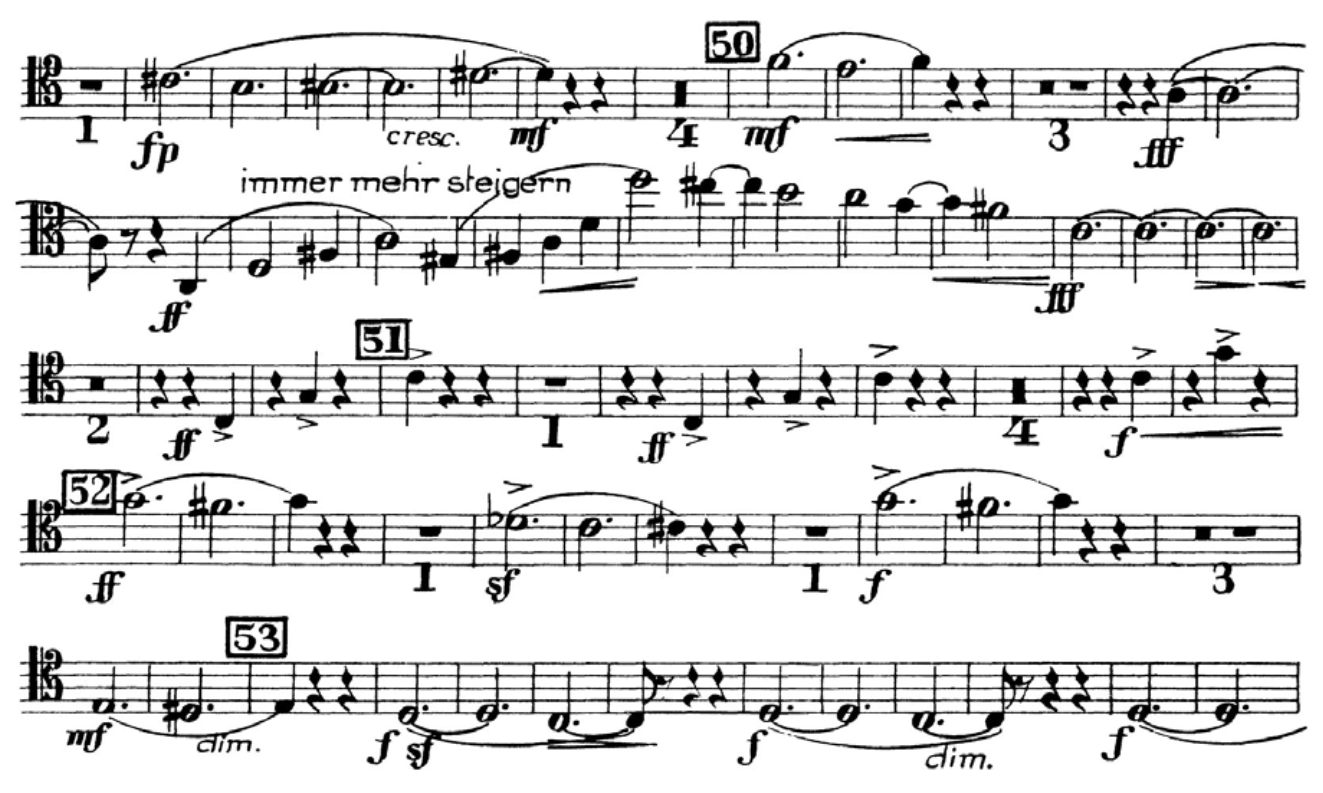 50
1 fp cresc. mf 4 mf 3 fff
immer mehr steigern
ff fff
51
2 ff 1 ff 4 f
52
ff 1 sf 1 f 3
53
mf dim. f sf f dim. f